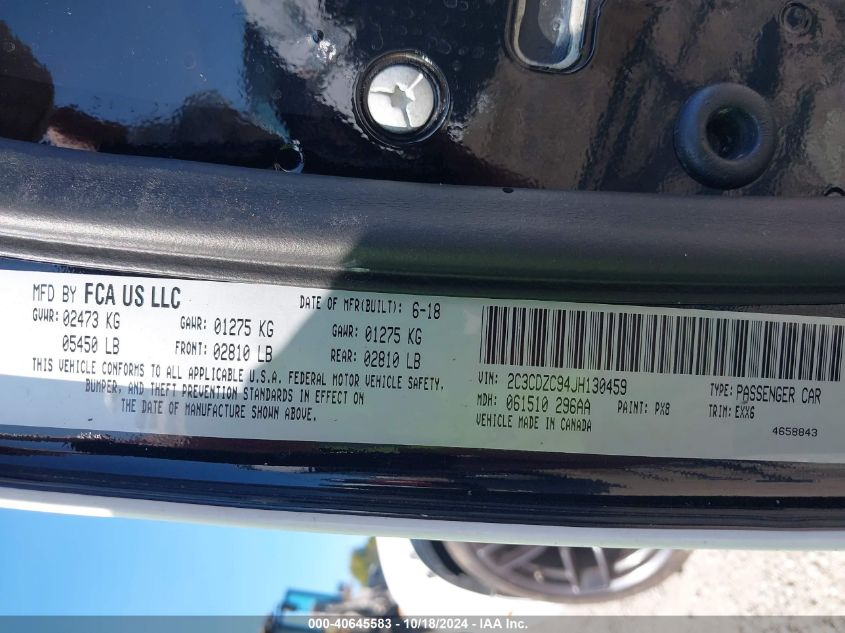 MFD BY FCA US LLC
DATE OF MFR(BUILT): 6-18
GVWR: 02473 KG
GAWR: 01275 KG
GAWR: 01275 KG
05450 LB
FRONT: 02810 LB
REAR: 02810 LB
THIS VEHICLE CONFORMS TO ALL APPLICABLE U.S.A. FEDERAL MOTOR VEHICLE SAFETY,
BUMPER, AND THEFT PREVENTION STANDARDS IN EFFECT ON
THE DATE OF MANUFACTURE SHOWN ABOVE.
VIN: 2C3CDZC94JH130459
TYPE: PASSENGER CAR
MDH: 061510 296AA
PAINT: PX8
TRIM: EXXG
VEHICLE MADE IN CANADA
4658843
000-40645583 - 10/18/2024 - IAA Inc.